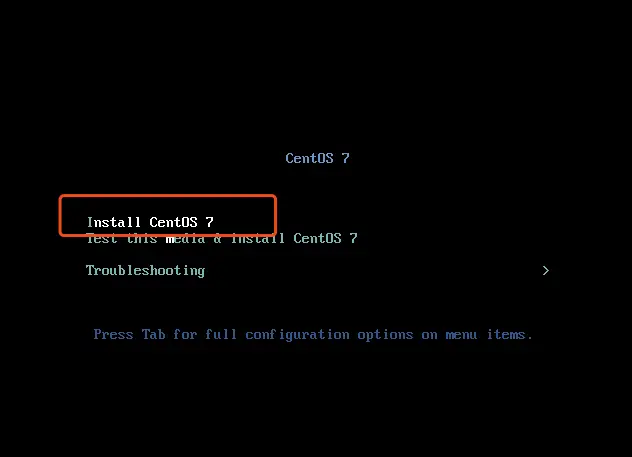 CentOS 7
Install CentOS 7
Test this media & install CentOS 7
Troubleshooting >
Press Tab for full configuration options on menu items.